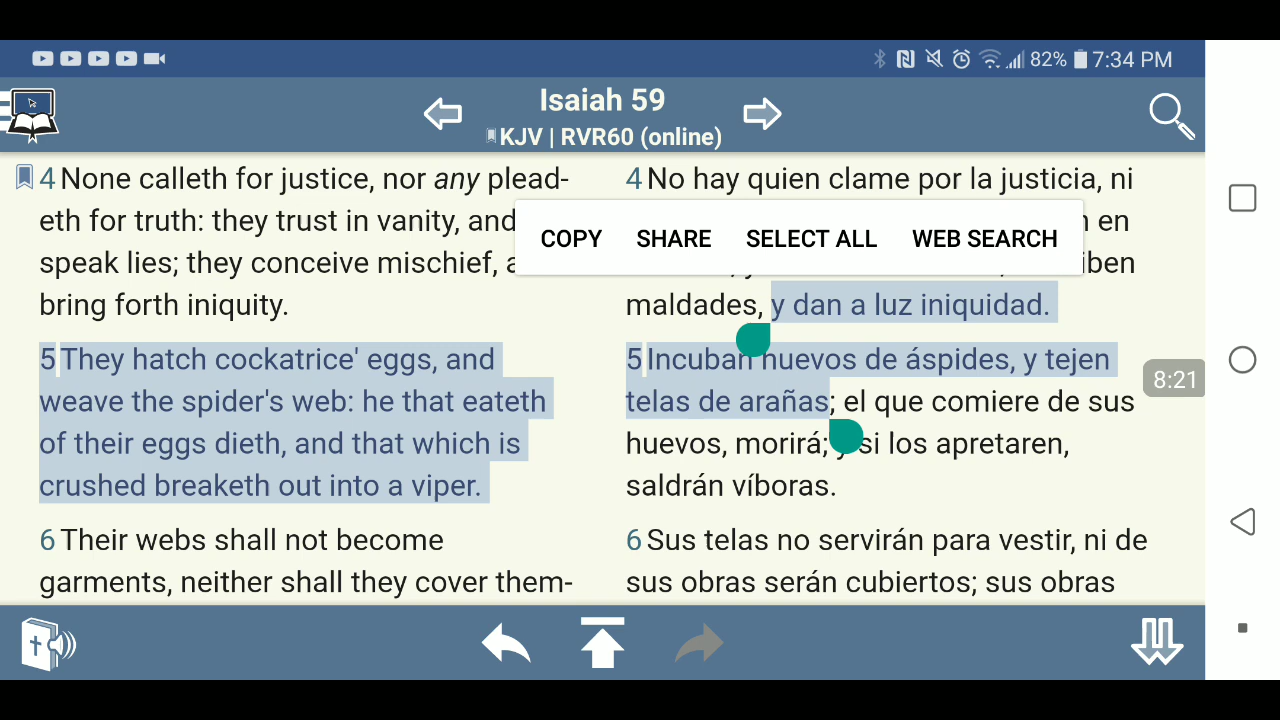 82% 7:34 PM
Isaiah 59
KJV | RVR60 (online)
4 None calleth for justice, nor any plead-
eth for truth: they trust in vanity, and
speak lies; they conceive mischief,
bring forth iniquity.
5 They hatch cockatrice' eggs, and
weave the spider's web: he that eateth
of their eggs dieth, and that which is
crushed breaketh out into a viper.
6 Their webs shall not become
garments, neither shall they cover them-
4 No hay quien clame por la justicia, ni
en
COPY SHARE SELECT ALL WEB SEARCH
maldades, y dan a luz iniquidad.
5 Incuban huevos de áspides, y tejen
telas de arañas; el que comiere de sus
huevos, morirá; y si los apretaren,
saldrán víboras.
6 Sus telas no servirán para vestir, ni de
sus obras serán cubiertos; sus obras
8:21